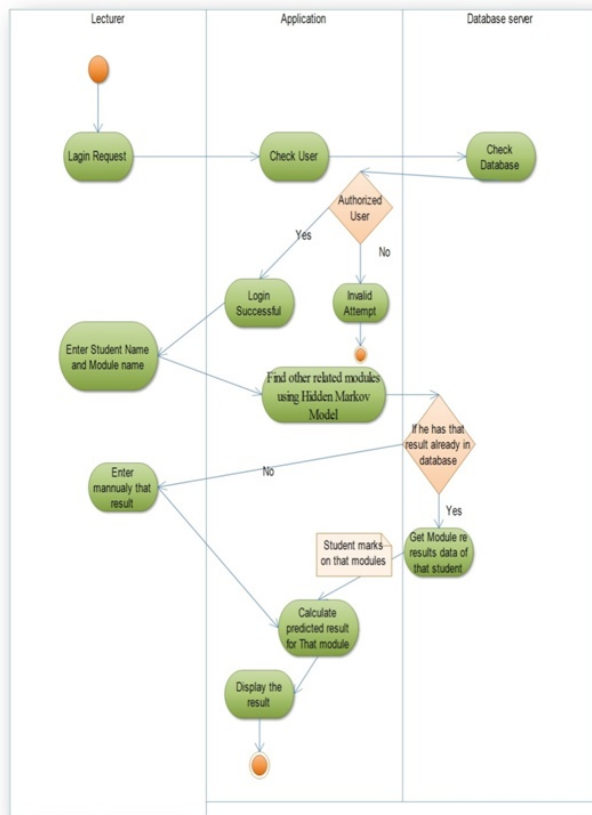 Lecturer
Application
Database server
Lagin Request
Check User
Check
Database
Authorized
User
Yes
No
Login
Successful
Invalid
Attempt
Enter Student Name
and Module name
Find other related modules
using Hidden Markov
Model
If he has that
result already in
database
No
Enter
mannualy that
result
Yes
Get Module re
results data of
that student
Student marks
on that modules
Calculate
predicted result
for That module
Display the
result